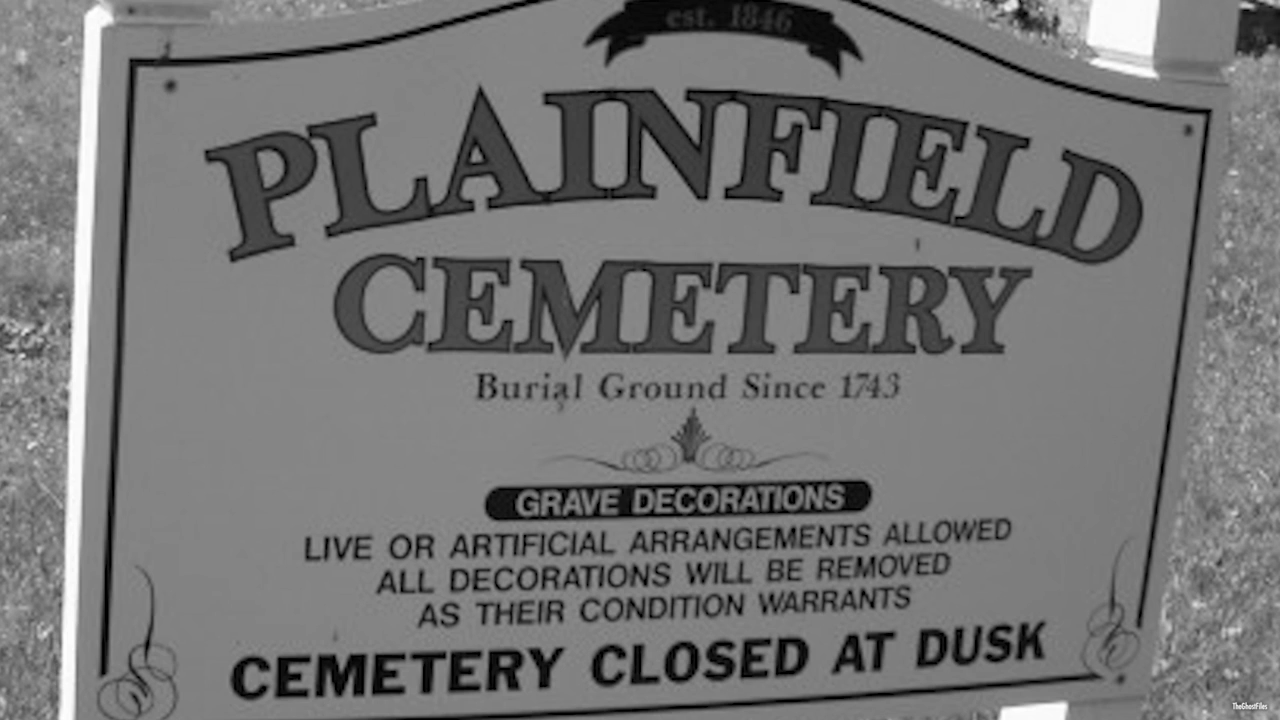 est. 1846
PLAINFIELD
CEMETERY
Burial Ground Since 1743
GRAVE DECORATIONS
LIVE OR ARTIFICIAL ARRANGEMENTS ALLOWED
ALL DECORATIONS WILL BE REMOVED
AS THEIR CONDITION WARRANTS
CEMETERY CLOSED AT DUSK
TheGhostFiles